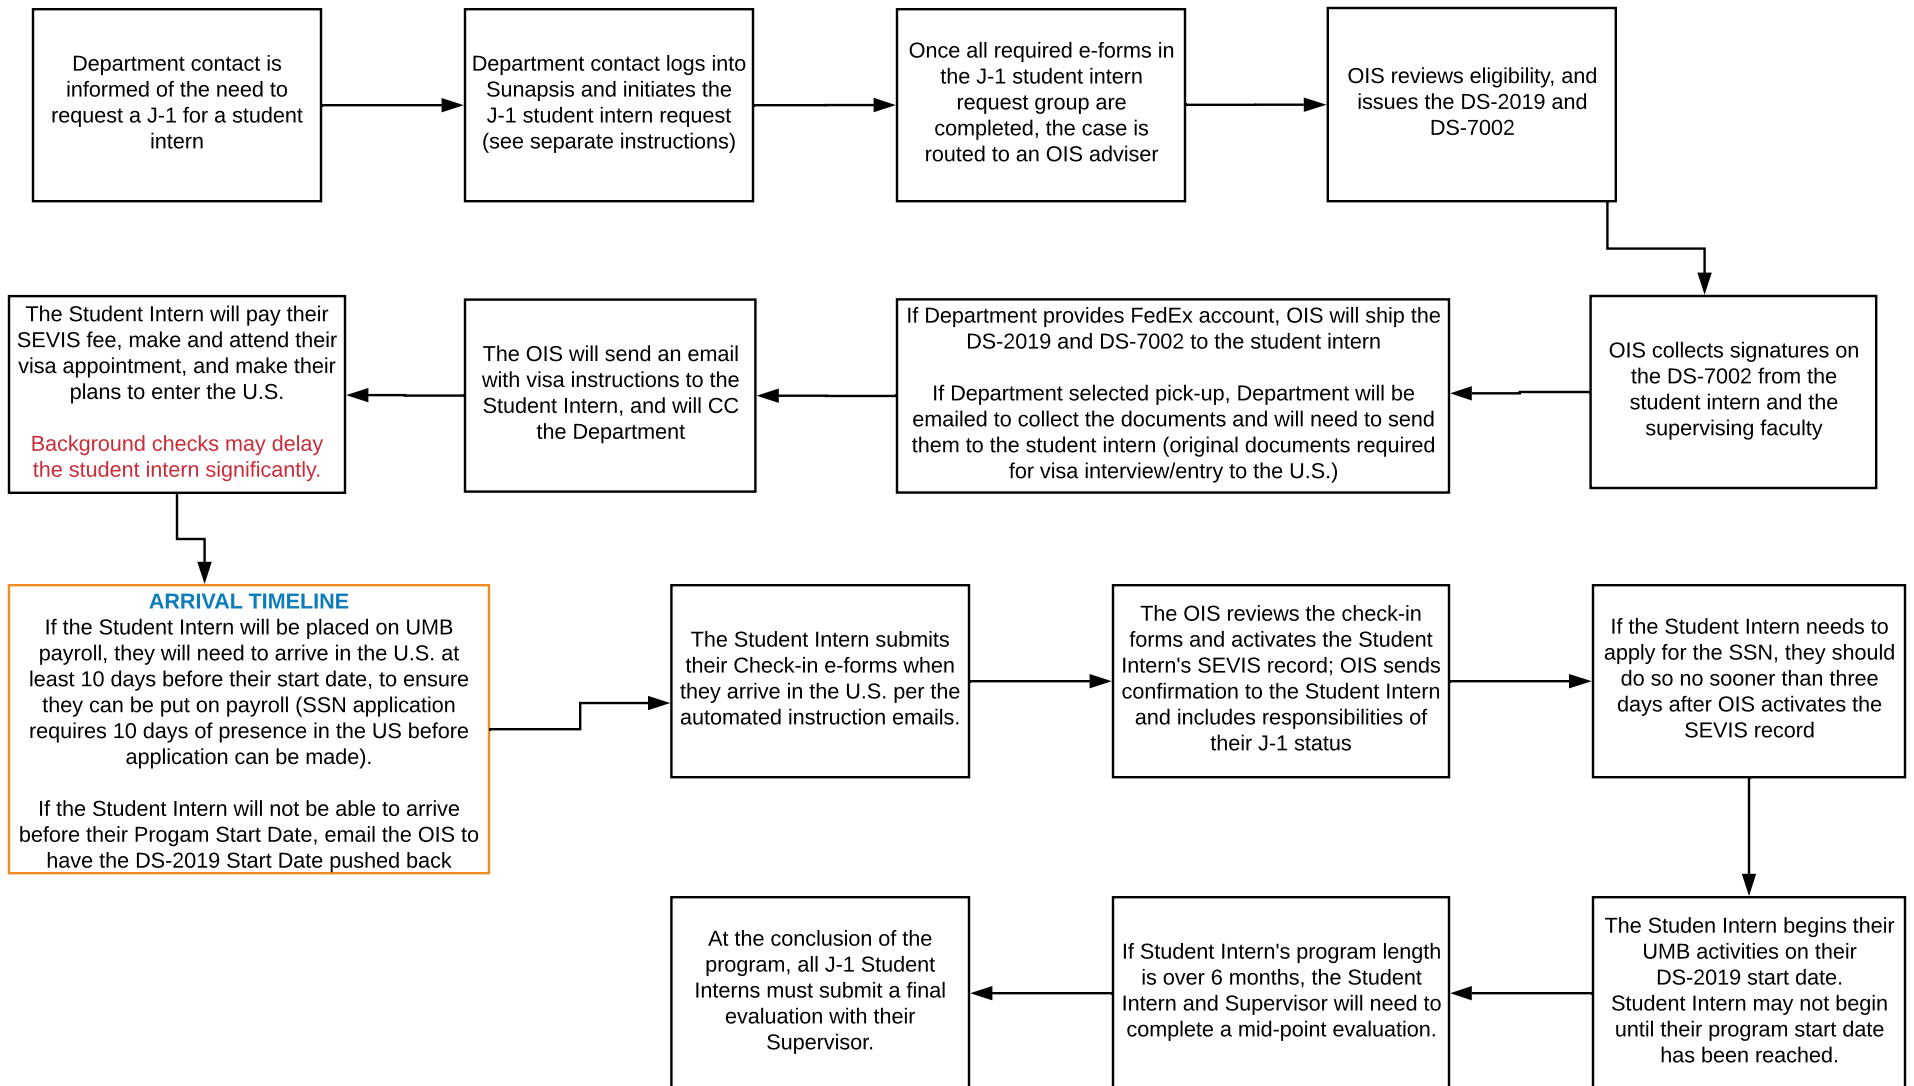 Department contact is
informed of the need to
request a J-1 for a student
intern
Department contact logs into
Sunapsis and initiates the
J-1 student intern request
(see separate instructions)
Once all required e-forms in
the J-1 student intern
request group are
completed, the case is
routed to an OIS adviser
OIS reviews eligibility, and
issues the DS-2019 and
DS-7002
OIS collects signatures on
the DS-7002 from the
student intern and the
supervising faculty
If Department provides FedEx account, OIS will ship the
DS-2019 and DS-7002 to the student intern
If Department selected pick-up, Department will be
emailed to collect the documents and will need to send
them to the student intern (original documents required
for visa interview/entry to the U.S.)
The OIS will send an email
with visa instructions to the
Student Intern, and will CC
the Department
The Student Intern will pay their
SEVIS fee, make and attend their
visa appointment, and make their
plans to enter the U.S.
Background checks may delay
the student intern significantly.
ARRIVAL TIMELINE
If the Student Intern will be placed on UMB
payroll, they will need to arrive in the U.S. at
least 10 days before their start date, to ensure
they can be put on payroll (SSN application
requires 10 days of presence in the US before
application can be made).
If the Student Intern will not be able to arrive
before their Progam Start Date, email the OIS to
have the DS-2019 Start Date pushed back
The Student Intern submits
their Check-in e-forms when
they arrive in the U.S. per the
automated instruction emails.
The OIS reviews the check-in
forms and activates the Student
Intern's SEVIS record; OIS sends
confirmation to the Student Intern
and includes responsibilities of
their J-1 status
If the Student Intern needs to
apply for the SSN, they should
do so no sooner than three
days after OIS activates the
SEVIS record
The Studen Intern begins their
UMB activities on their
DS-2019 start date.
Student Intern may not begin
until their program start date
has been reached.
If Student Intern's program length
is over 6 months, the Student
Intern and Supervisor will need to
complete a mid-point evaluation.
At the conclusion of the
program, all J-1 Student
Interns must submit a final
evaluation with their
Supervisor.